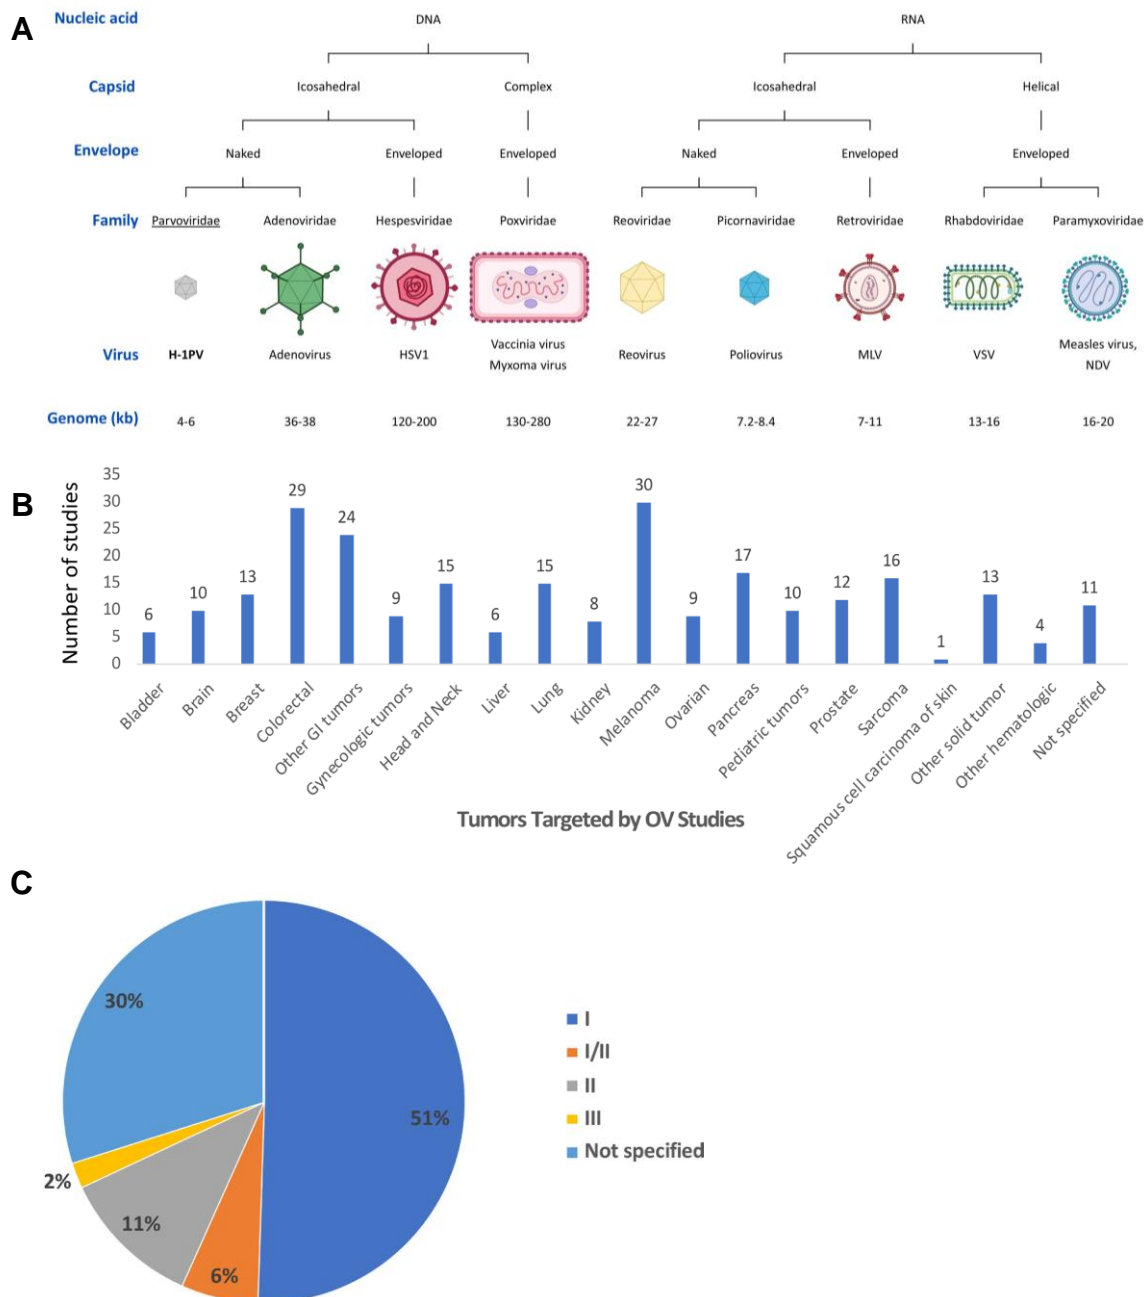 A
Nucleic acid DNA RNA
Capsid Icosahedral Complex Icosahedral Helical
Envelope Naked Enveloped Enveloped Naked Enveloped Enveloped
Family Parvoviridae Adenoviridae Hespesviridae Poxviridae Reoviridae Picornaviridae Retroviridae Rhabdoviridae Paramyxoviridae
Virus H-1PV Adenovirus HSV1 Vaccinia virus Reovirus Poliovirus MLV VSV Measles virus,
Myxoma virus NDV
Genome (kb) 4-6 36-38 120-200 130-280 22-27 7.2-8.4 7-11 13-16 16-20
B
Number of studies
35
30
25
20
15
10
5
0
6 10 13 29 24 9 15 6 15 8 30 9 17 10 12 16 1 13 4 11
Bladder
Brain
Breast
Colorectal
Other GI tumors
Gynecologic tumors
Head and Neck
Liver
Lung
Kidney
Melanoma
Ovarian
Pancreas
Pediatric tumors
Prostate
Sarcoma
Squamous cell carcinoma of skin
Other solid tumor
Other hematologic
Not specified
Tumors Targeted by OV Studies
C
30%
51%
2%
11%
6%
I
I/II
II
III
Not specified